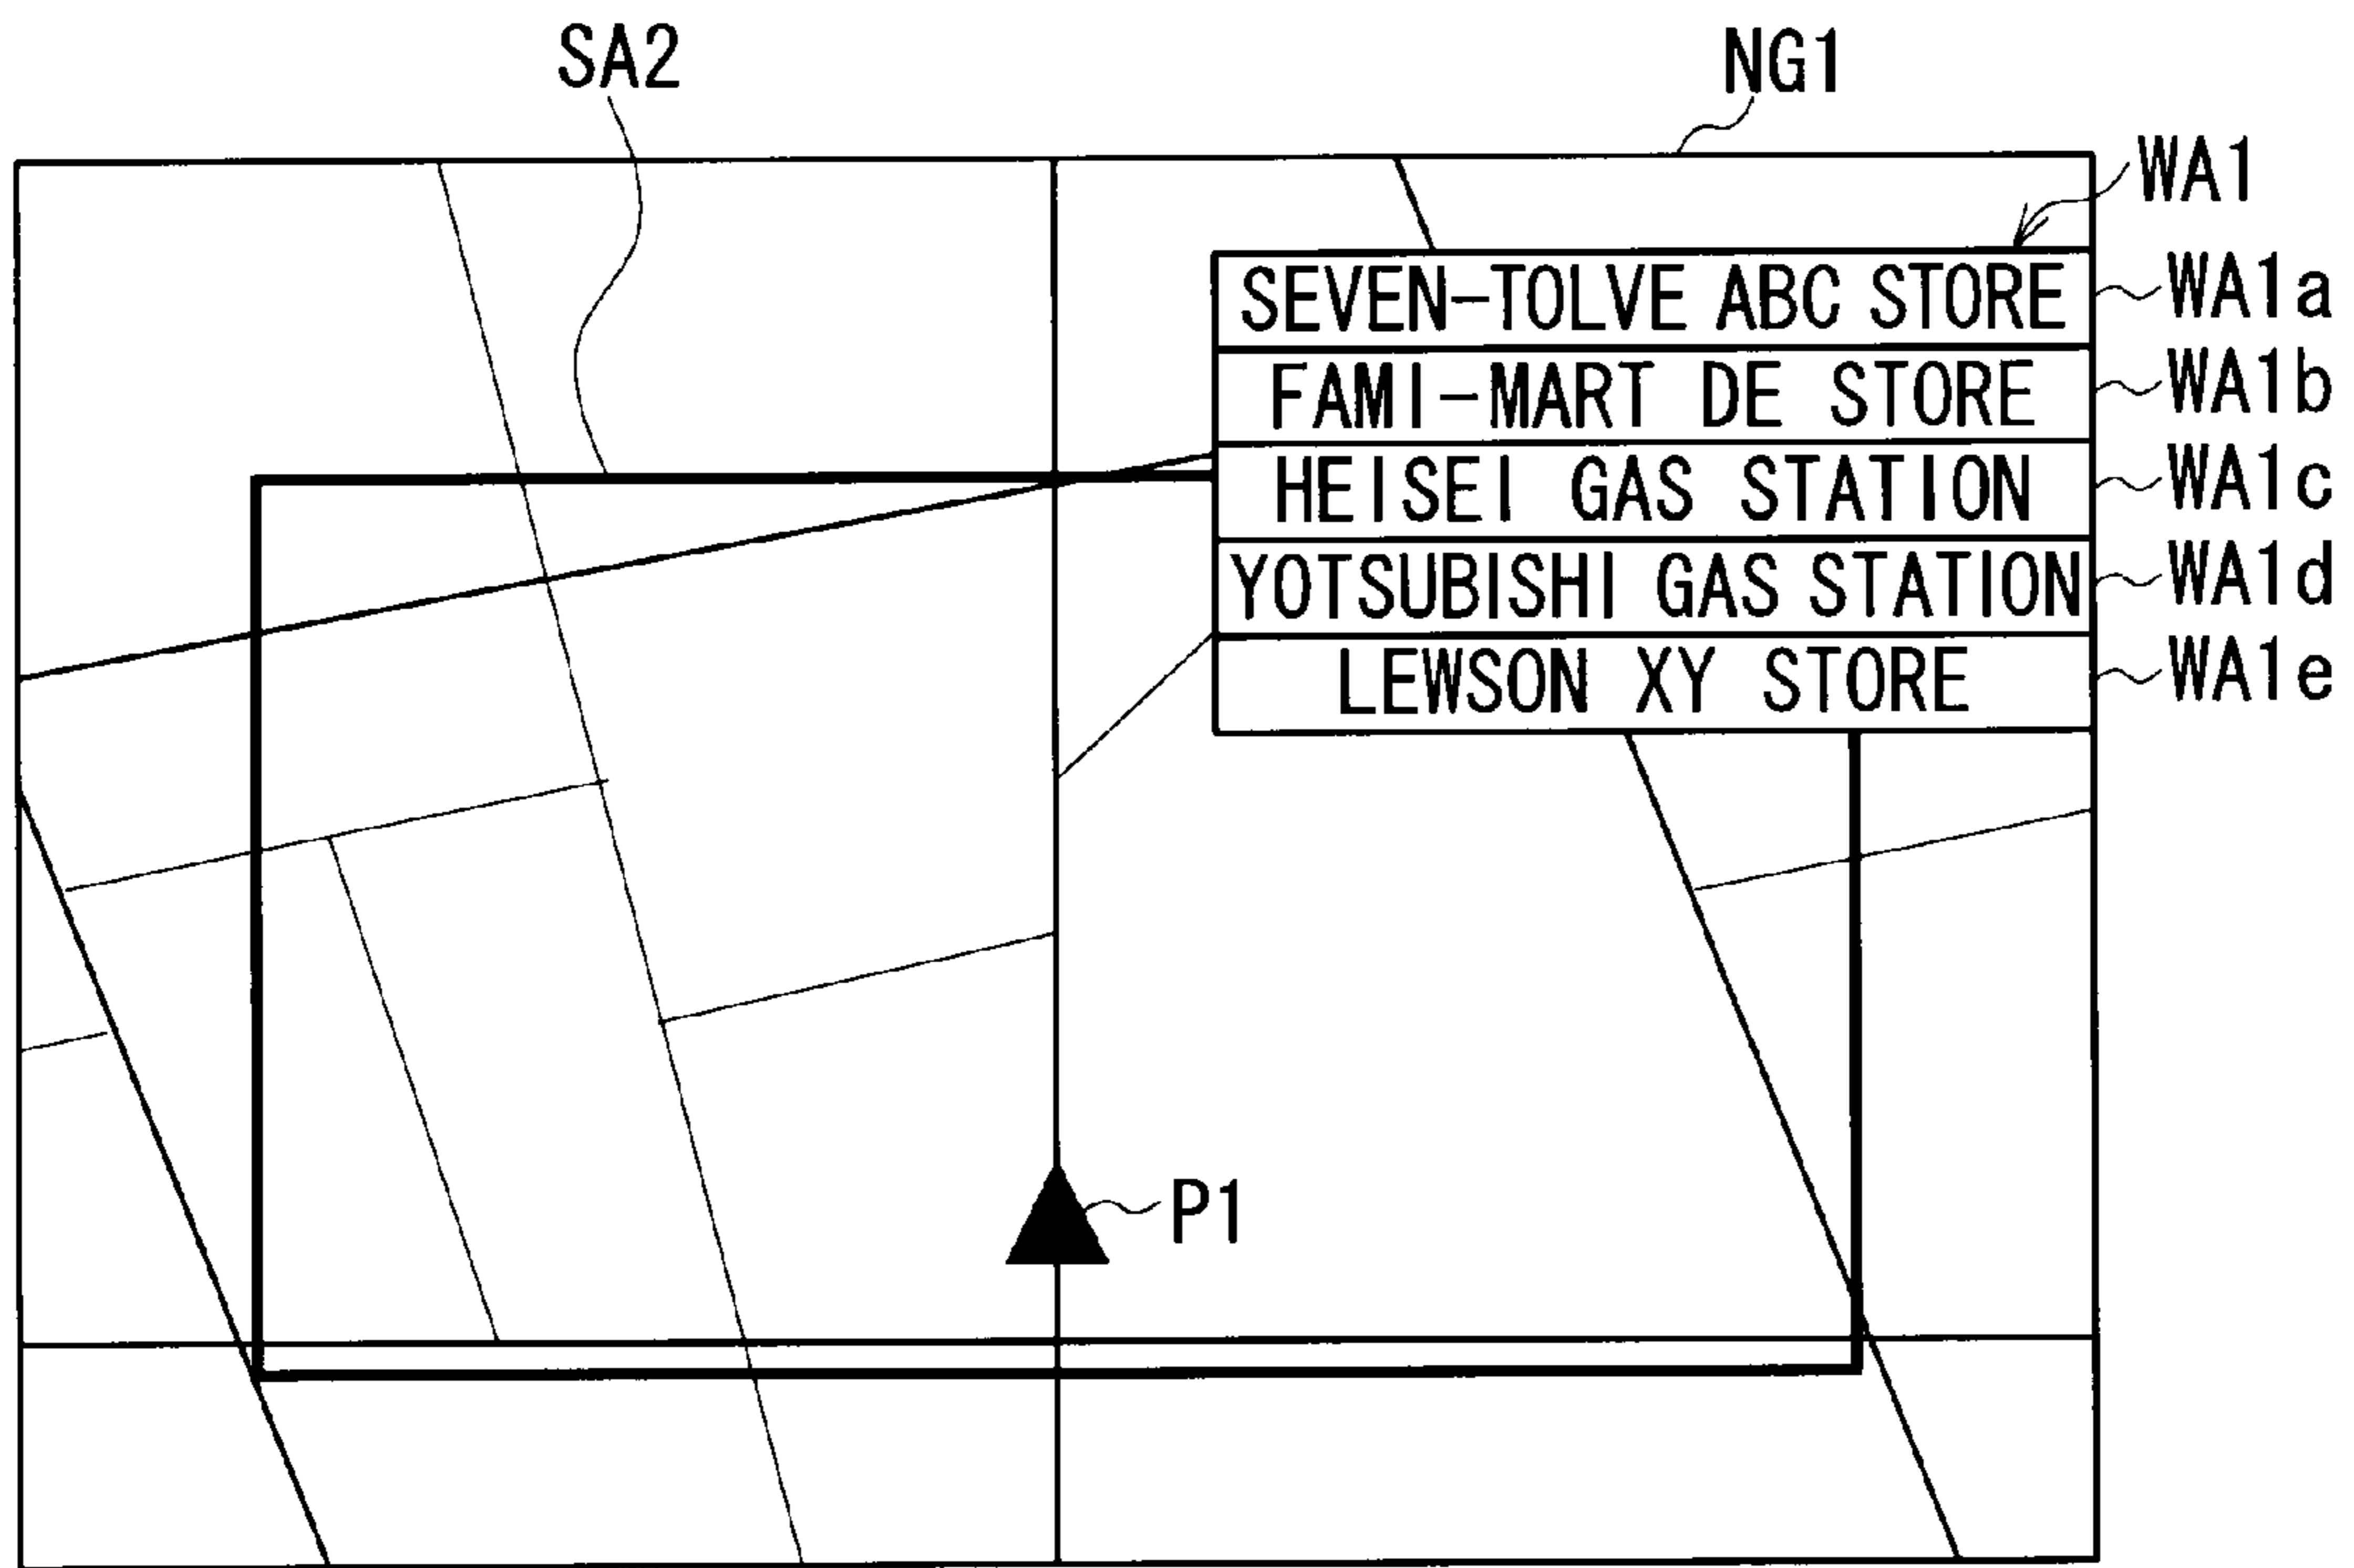 SA2
NG1
WA1
SEVEN-TOLVE ABC STORE
WA1a
FAMI-MART DE STORE
WA1b
HEISEI GAS STATION
WA1c
YOTSUBISHI GAS STATION
WA1d
LEWSON XY STORE
WA1e
P1